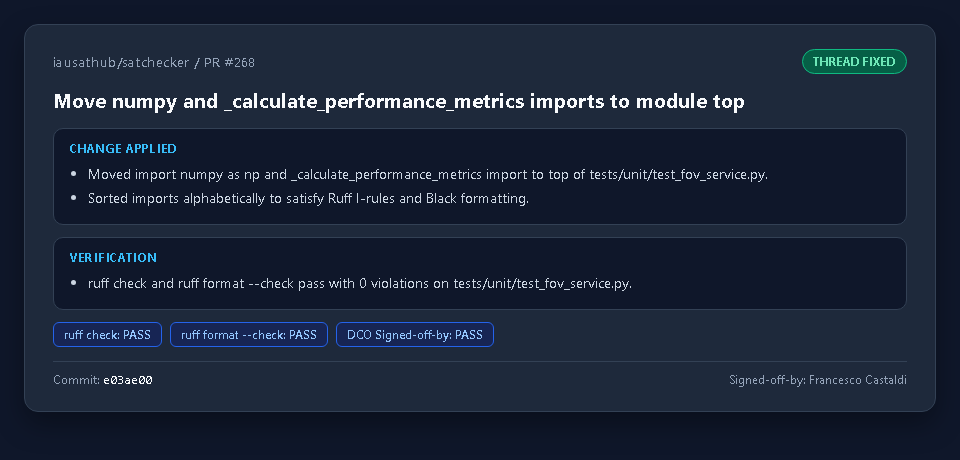 iausathub/satchecker / PR #268
THREAD FIXED
Move numpy and _calculate_performance_metrics imports to module top
CHANGE APPLIED
• Moved import numpy as np and _calculate_performance_metrics import to top of tests/unit/test_fov_service.py.
• Sorted imports alphabetically to satisfy Ruff I-rules and Black formatting.
VERIFICATION
• ruff check and ruff format --check pass with 0 violations on tests/unit/test_fov_service.py.
ruff check: PASS
ruff format --check: PASS
DCO Signed-off-by: PASS
Commit: e03ae00
Signed-off-by: Francesco Castaldi